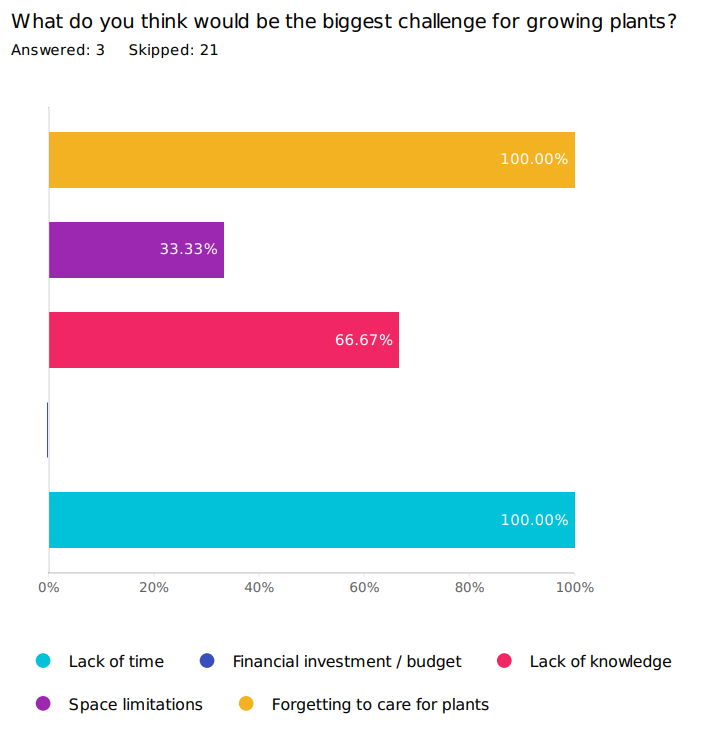 What do you think would be the biggest challenge for growing plants?
Answered: 3 Skipped: 21
100.00%
33.33%
66.67%
100.00%
0% 20% 40% 60% 80% 100%
Lack of time Financial investment / budget Lack of knowledge
Space limitations Forgetting to care for plants